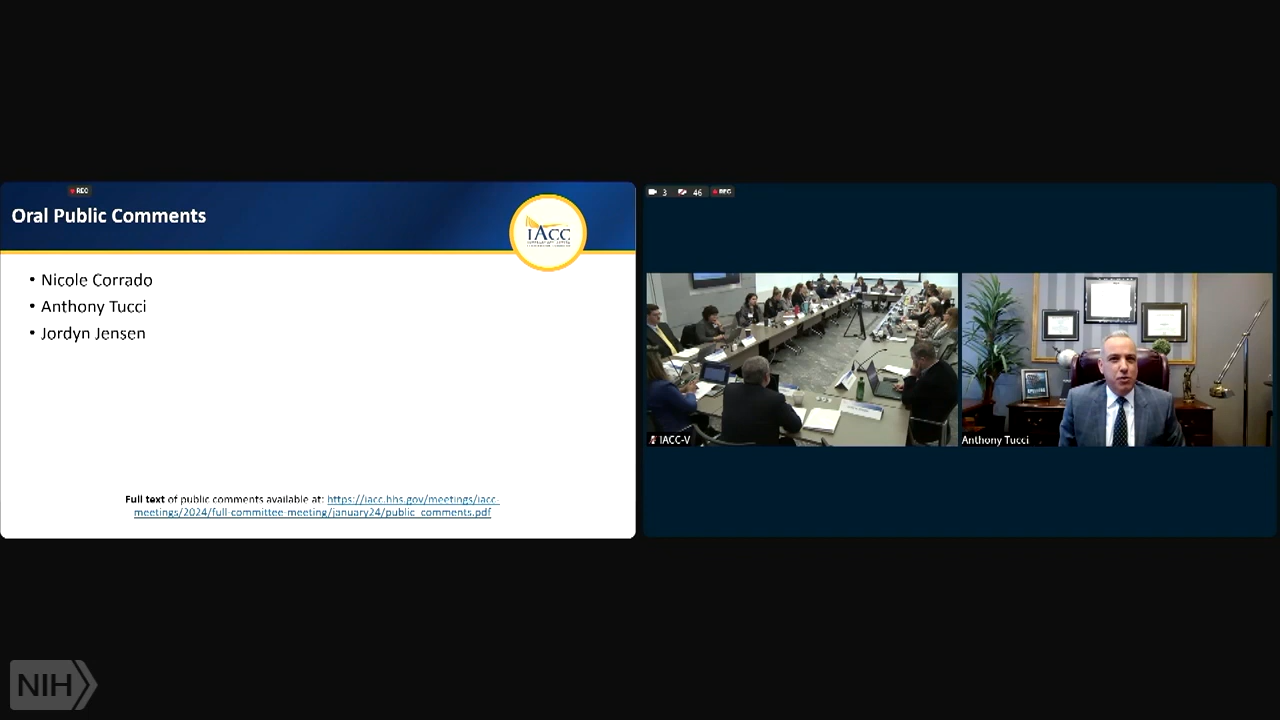 REC
Oral Public Comments
IACC
• Nicole Corrado
• Anthony Tucci
• Jordyn Jensen
Full text of public comments available at: https://iacc.hhs.gov/meetings/iacc-
meetings/2024/full-committee-meeting/january24/public_comments.pdf
3 46 REC
IACC-V
Anthony Tucci
NIH